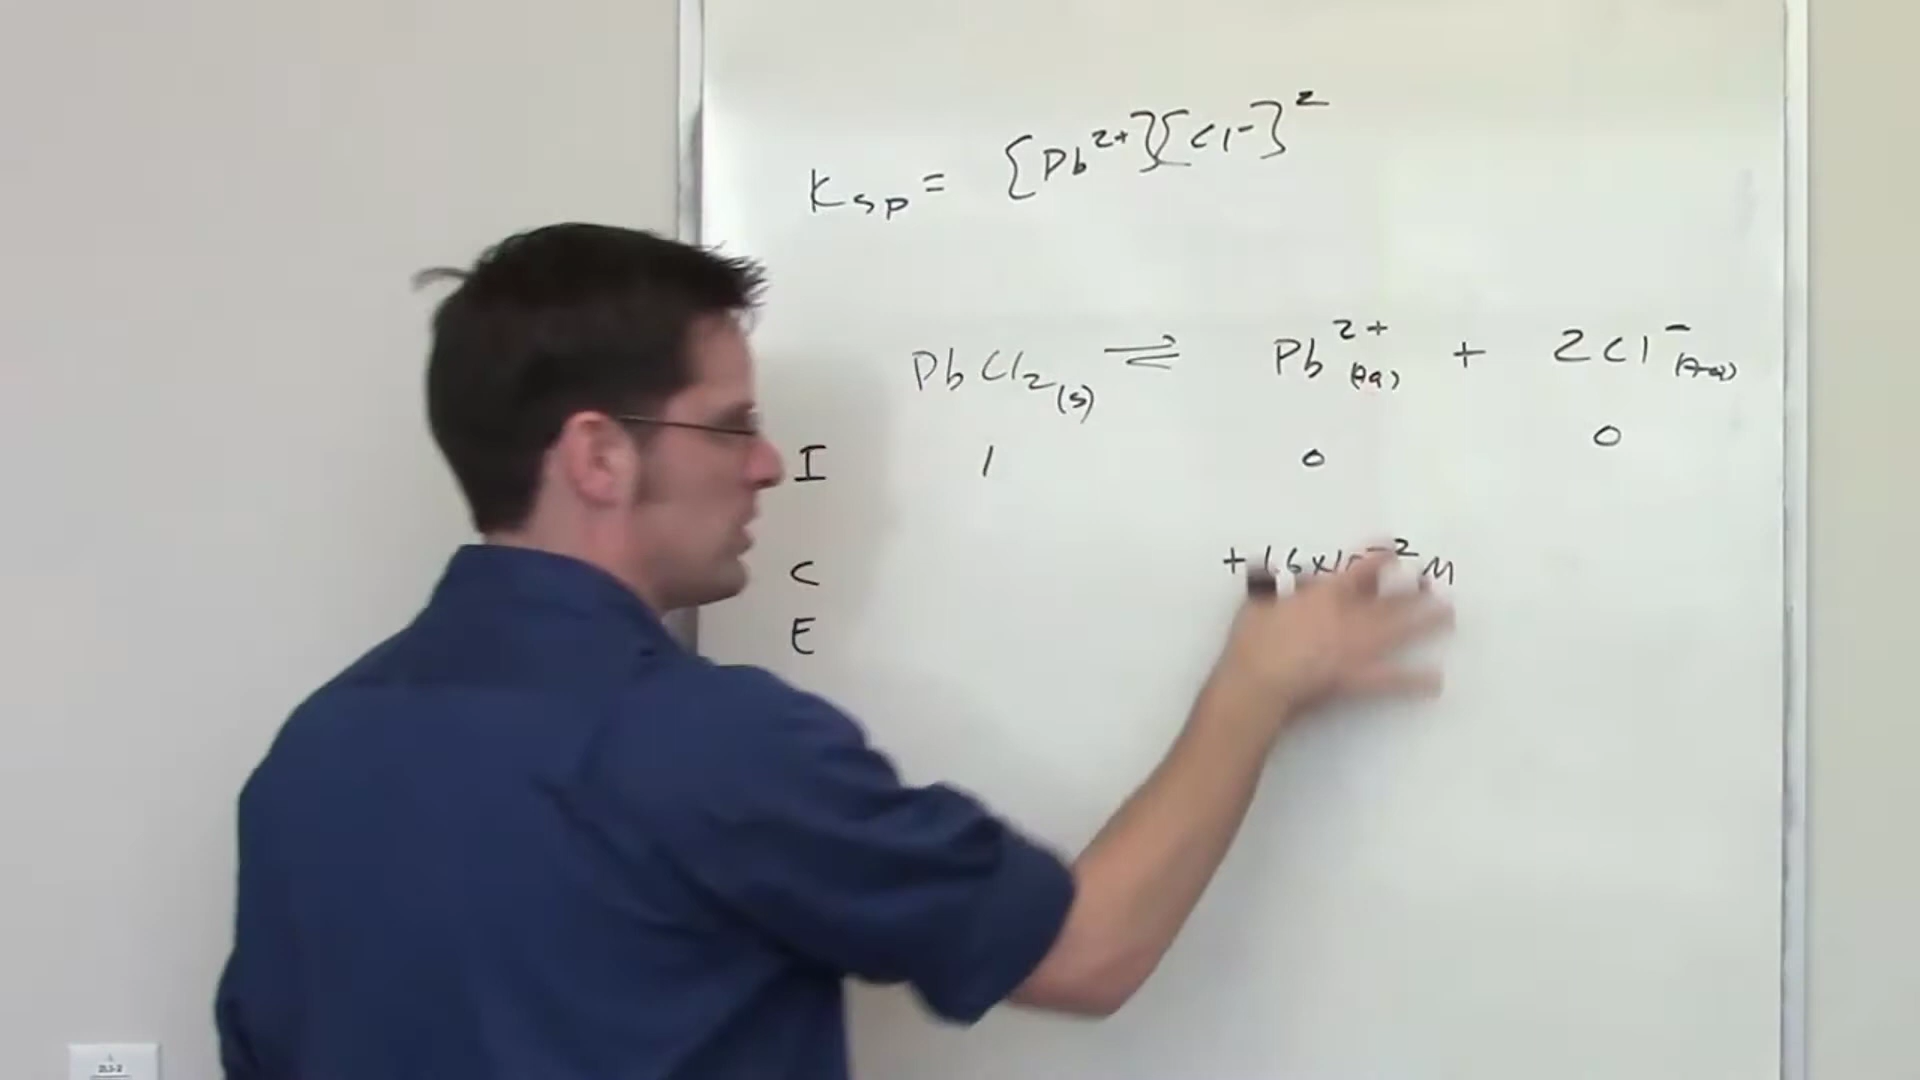 Ksp = [Pb2+][Cl-]2
PbCl2(s) ⇌ Pb2+(aq) + 2Cl-(aq)
I 1 0 0
C +1.6x10-2 M
E